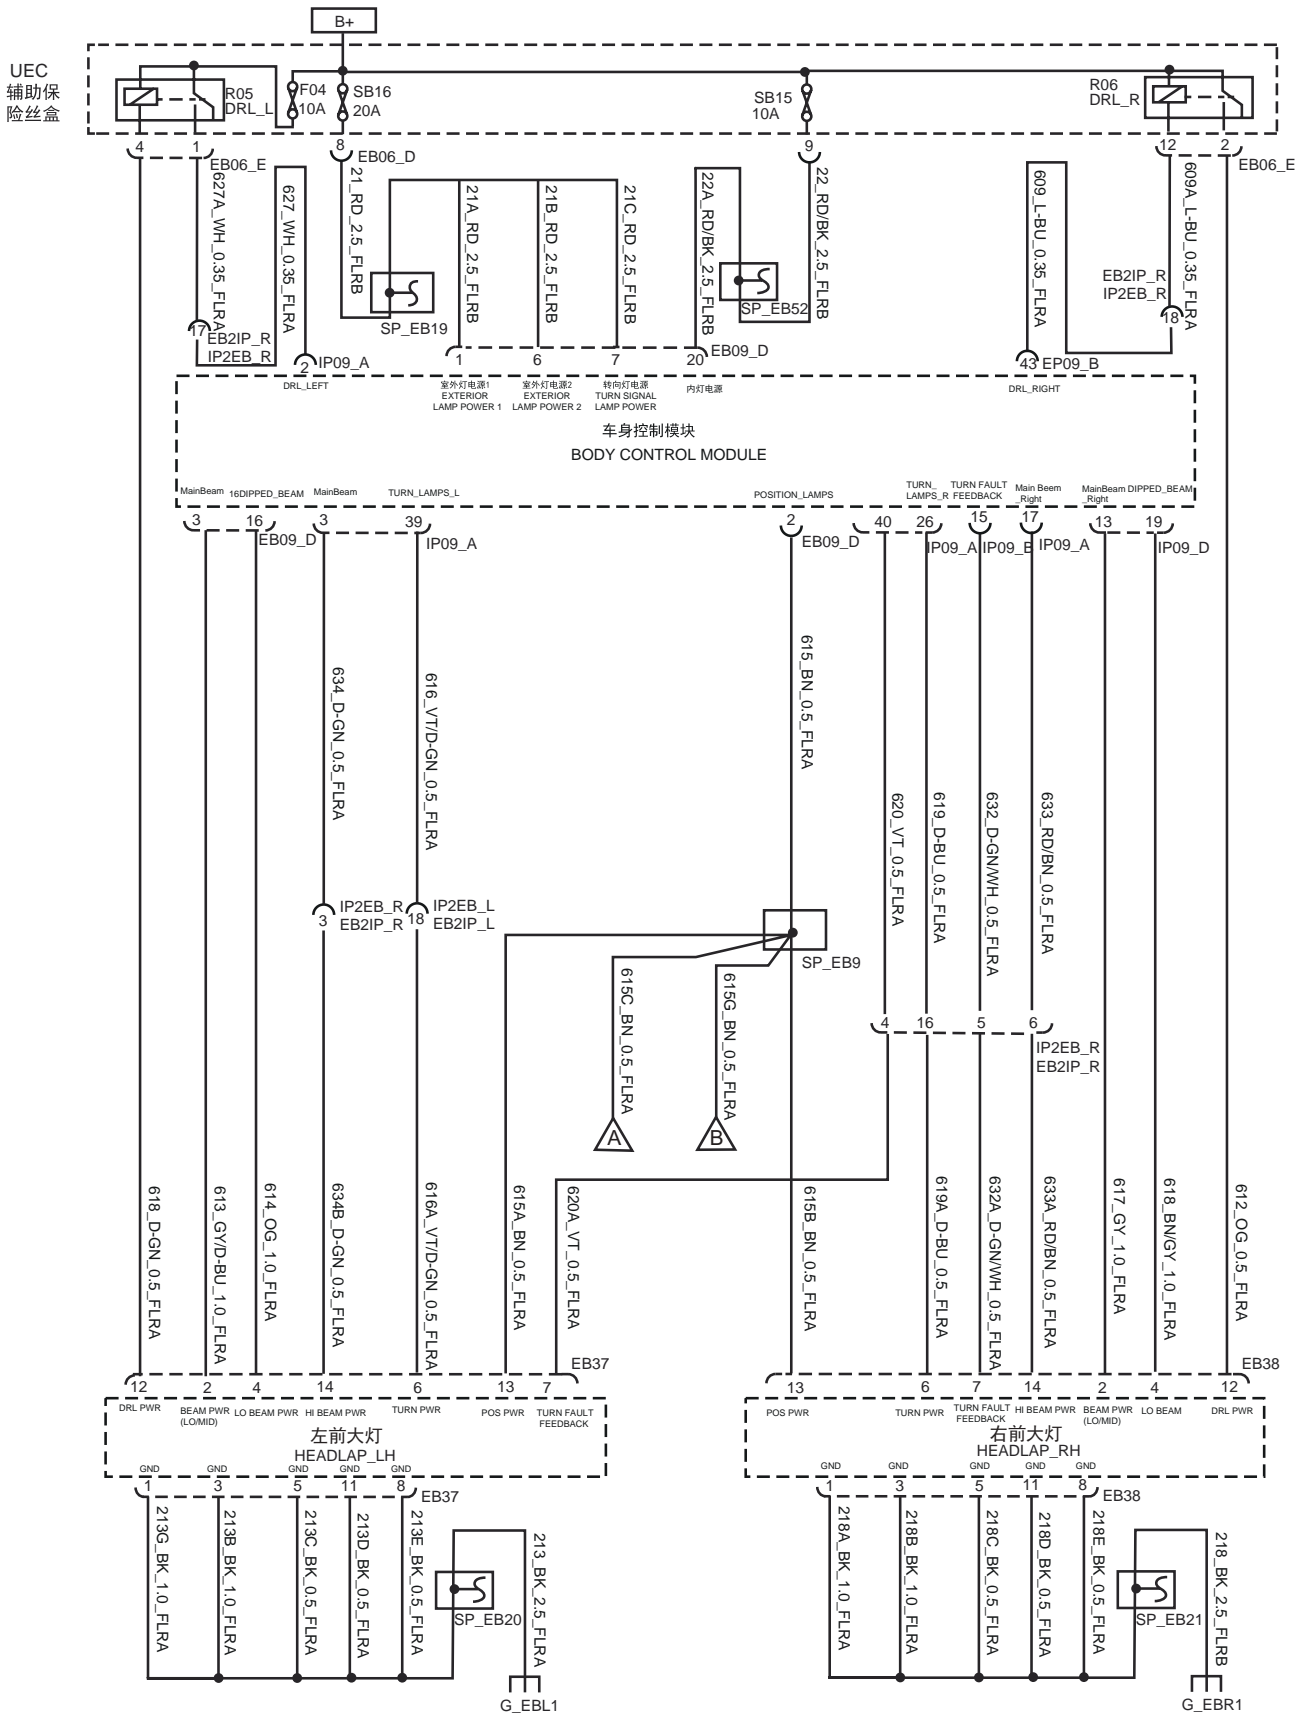 B+
UEC
辅助保
险丝盒
R05
DRL_L
F04
10A
SB16
20A
SB15
10A
R06
DRL_R
4
1
EB06_E
8
EB06_D
9
12
2
EB06_E
627A_WH_0.35_FLRA
627_WH_0.35_FLRA
21_RD_2.5_FLRB
21A_RD_2.5_FLRB
21B_RD_2.5_FLRB
21C_RD_2.5_FLRB
22A_RD/BK_2.5_FLRB
22_RD/BK_2.5_FLRB
609_L-BU_0.35_FLRA
609A_L-BU_0.35_FLRA
SP_EB19
SP_EB52
EB2IP_R
IP2EB_R
18
17
EB2IP_R
IP2EB_R
2
IP09_A
1
6
7
20
EB09_D
43
EP09_B
DRL_LEFT
室外灯电源1
EXTERIOR
LAMP POWER 1
室外灯电源2
EXTERIOR
LAMP POWER 2
转向灯电源
TURN SIGNAL
LAMP POWER
内灯电源
DRL_RIGHT
车身控制模块
BODY CONTROL MODULE
MainBeam
16DIPPED_BEAM
MainBeam
TURN_LAMPS_L
POSITION_LAMPS
TURN_
LAMPS_R
TURN FAULT
FEEDBACK
Main Beem
_Right
MainBeam
_Right
DIPPED_BEAM
3
16
EB09_D
3
39
IP09_A
2
EB09_D
40
26
IP09_A
15
IP09_B
17
IP09_A
13
19
IP09_D
634_D-GN_0.5_FLRA
616_VT/D-GN_0.5_FLRA
615_BN_0.5_FLRA
620_VT_0.5_FLRA
619_D-BU_0.5_FLRA
632_D-GN/WH_0.5_FLRA
633_RD/BN_0.5_FLRA
3
IP2EB_R
EB2IP_R
18
IP2EB_L
EB2IP_L
SP_EB9
615C_BN_0.5_FLRA
615G_BN_0.5_FLRA
A
B
4
16
5
6
IP2EB_R
EB2IP_R
618_D-GN_0.5_FLRA
613_GY/D-BU_1.0_FLRA
614_OG_1.0_FLRA
634B_D-GN_0.5_FLRA
616A_VT/D-GN_0.5_FLRA
615A_BN_0.5_FLRA
620A_VT_0.5_FLRA
615B_BN_0.5_FLRA
619A_D-BU_0.5_FLRA
632A_D-GN/WH_0.5_FLRA
633A_RD/BN_0.5_FLRA
617_GY_1.0_FLRA
618_BN/GY_1.0_FLRA
612_OG_0.5_FLRA
EB37
12
2
4
14
6
13
7
DRL PWR
BEAM PWR
(LO/MID)
LO BEAM PWR
HI BEAM PWR
TURN PWR
POS PWR
TURN FAULT
FEEDBACK
左前大灯
HEADLAP_LH
GND
GND
GND
GND
GND
1
3
5
11
8
EB37
EB38
13
6
7
14
2
4
12
POS PWR
TURN PWR
TURN FAULT
FEEDBACK
HI BEAM PWR
BEAM PWR
(LO/MID)
LO BEAM
DRL PWR
右前大灯
HEADLAP_RH
GND
GND
GND
GND
GND
1
3
5
11
8
EB38
213G_BK_1.0_FLRA
213B_BK_1.0_FLRA
213C_BK_0.5_FLRA
213D_BK_0.5_FLRA
213E_BK_0.5_FLRA
SP_EB20
213_BK_2.5_FLRA
G_EBL1
218A_BK_1.0_FLRA
218B_BK_1.0_FLRA
218C_BK_0.5_FLRA
218D_BK_0.5_FLRA
218E_BK_0.5_FLRA
SP_EB21
218_BK_2.5_FLRB
G_EBR1